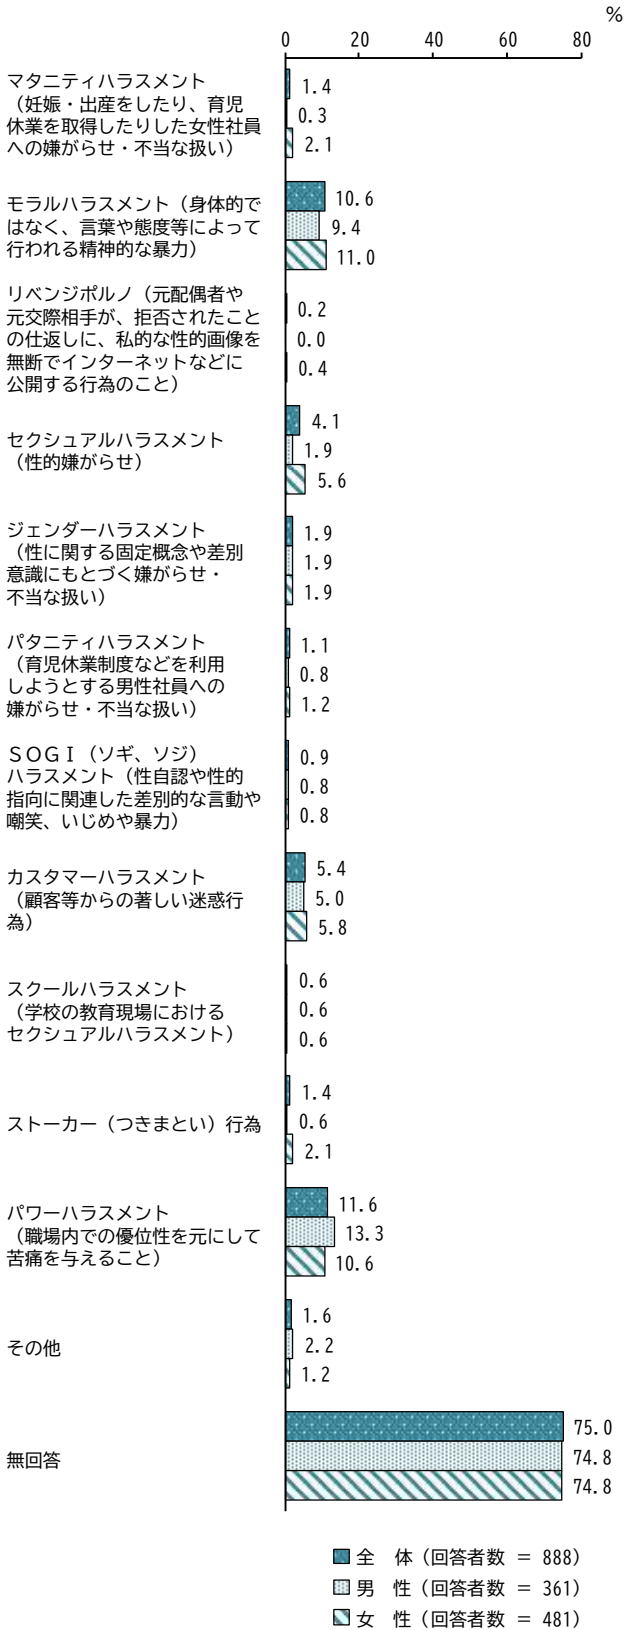 %
0 20 40 60 80
マタニティハラスメント
（妊娠・出産をしたり、育児
休業を取得したりした女性社員
への嫌がらせ・不当な扱い）
1.4
0.3
2.1
モラルハラスメント（身体的で
はなく、言葉や態度等によって
行われる精神的な暴力）
10.6
9.4
11.0
リベンジポルノ（元配偶者や
元交際相手が、拒否されたこと
の仕返しに、私的な性的画像を
無断でインターネットなどに
公開する行為のこと）
0.2
0.0
0.4
セクシュアルハラスメント
（性的嫌がらせ）
4.1
1.9
5.6
ジェンダーハラスメント
（性に関する固定概念や差別
意識にもとづく嫌がらせ・
不当な扱い）
1.9
1.9
1.9
パタニティハラスメント
（育児休業制度などを利用
しようとする男性社員への
嫌がらせ・不当な扱い）
1.1
0.8
1.2
ＳＯＧＩ（ソギ、ソジ）
ハラスメント（性自認や性的
指向に関連した差別的な言動や
嘲笑、いじめや暴力）
0.9
0.8
0.8
カスタマーハラスメント
（顧客等からの著しい迷惑行
為）
5.4
5.0
5.8
スクールハラスメント
（学校の教育現場における
セクシュアルハラスメント）
0.6
0.6
0.6
ストーカー（つきまとい）行為
1.4
0.6
2.1
パワーハラスメント
（職場内での優位性を元にして
苦痛を与えること）
11.6
13.3
10.6
その他
1.6
2.2
1.2
無回答
75.0
74.8
74.8
全　体（回答者数 = 888）
男　性（回答者数 = 361）
女　性（回答者数 = 481）